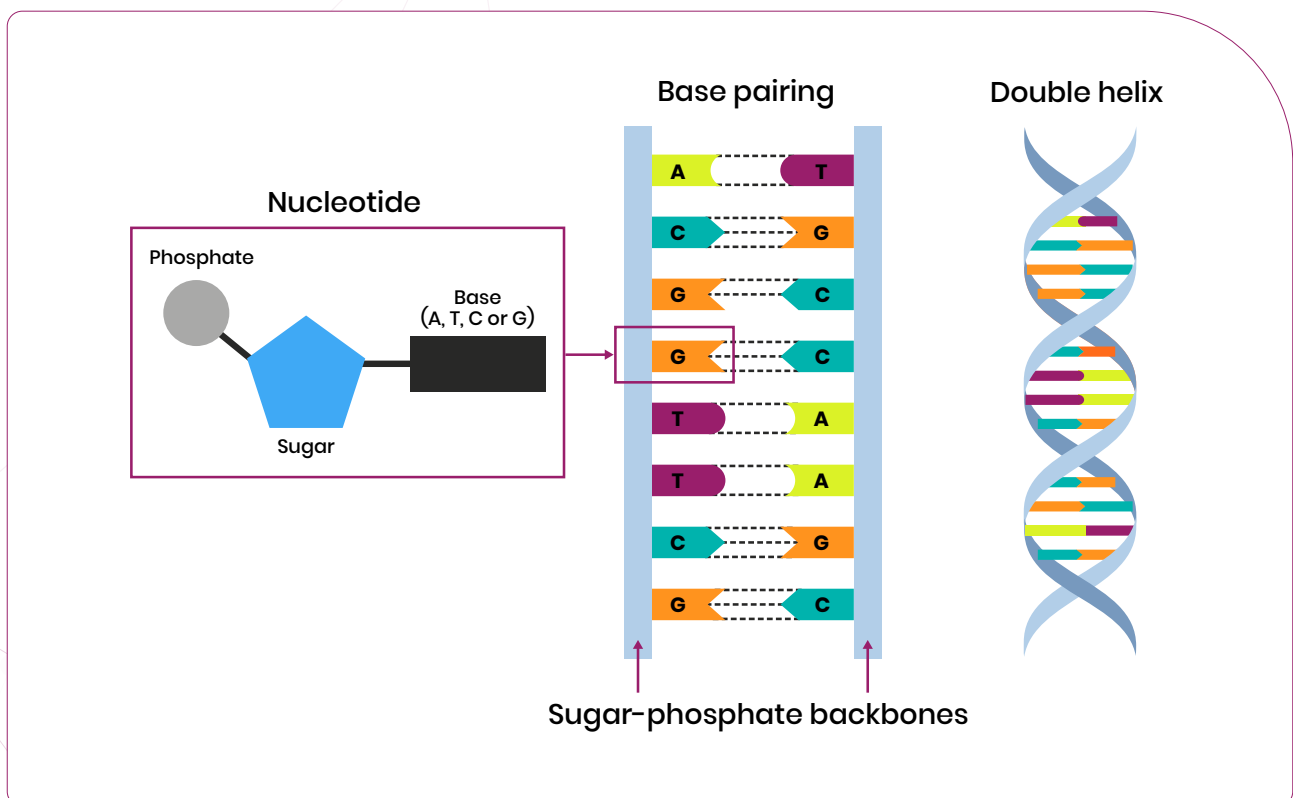 Base pairing
Double helix
Nucleotide
Phosphate
Base
(A, T, C or G)
Sugar
A T
C G
G C
G C
T A
T A
C G
G C
Sugar-phosphate backbones